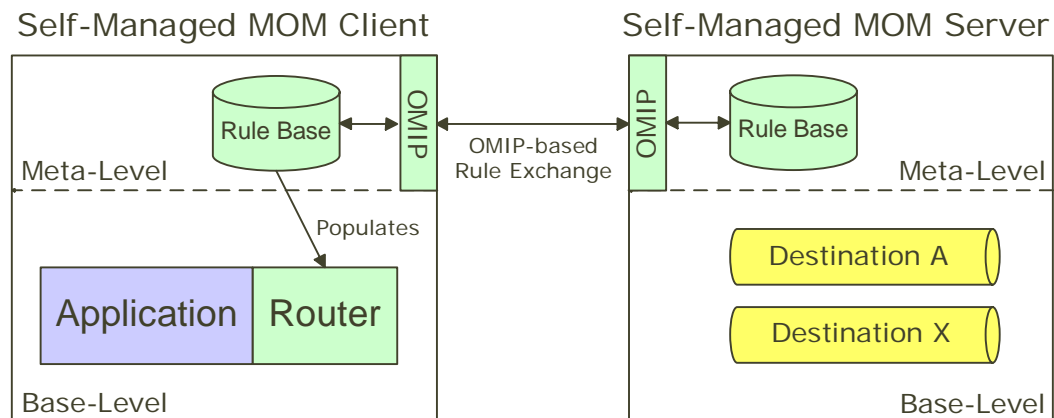 Self-Managed MOM Client
Self-Managed MOM Server
Rule Base
OMIP
OMIP-based
Rule Exchange
OMIP
Rule Base
Meta-Level
Meta-Level
Populates
Application
Router
Destination A
Destination X
Base-Level
Base-Level